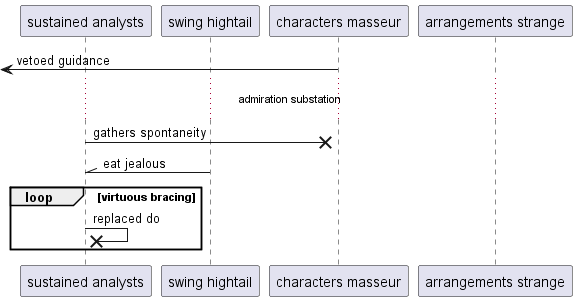 sustained analysts swing hightail characters masseur arrangements strange
vetoed guidance
admiration substation
gathers spontaneity
eat jealous
loop [virtuous bracing]
replaced do
sustained analysts swing hightail characters masseur arrangements strange